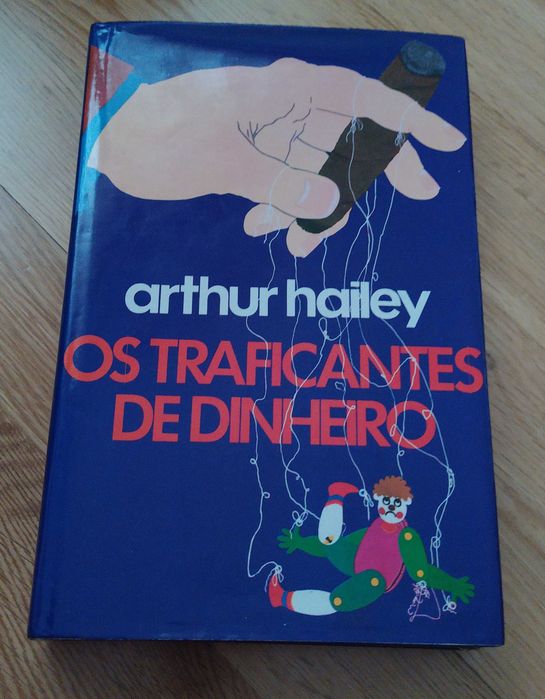 arthur hailey
OS TRAFICANTES
DE DINHEIRO